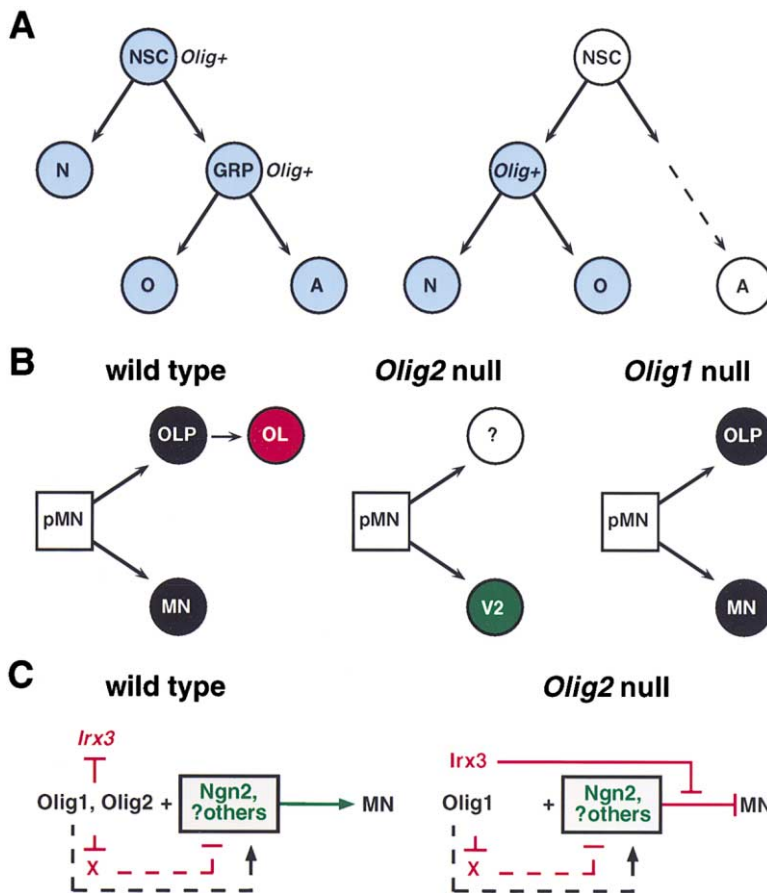 A
NSC Olig+ NSC
N GRP Olig+ Olig+
O A N O A
B
wild type Olig2 null Olig1 null
OLP OL ? OLP
pMN pMN pMN
MN V2 MN
C
wild type Olig2 null
Irx3 Irx3
Olig1, Olig2 + Ngn2, ?others MN Olig1 + Ngn2, ?others MN
X X